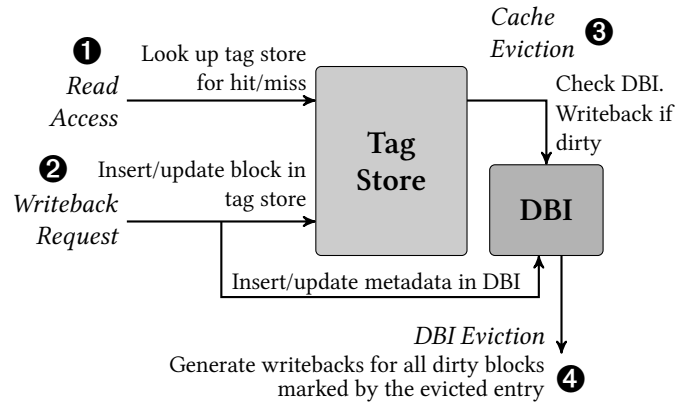 ❶
Read
Access
Look up tag store
for hit/miss
❷
Writeback
Request
Insert/update block in
tag store
Insert/update metadata in DBI
Tag
Store
Cache
Eviction
❸
Check DBI.
Writeback if
dirty
DBI
DBI Eviction
Generate writebacks for all dirty blocks
marked by the evicted entry
❹